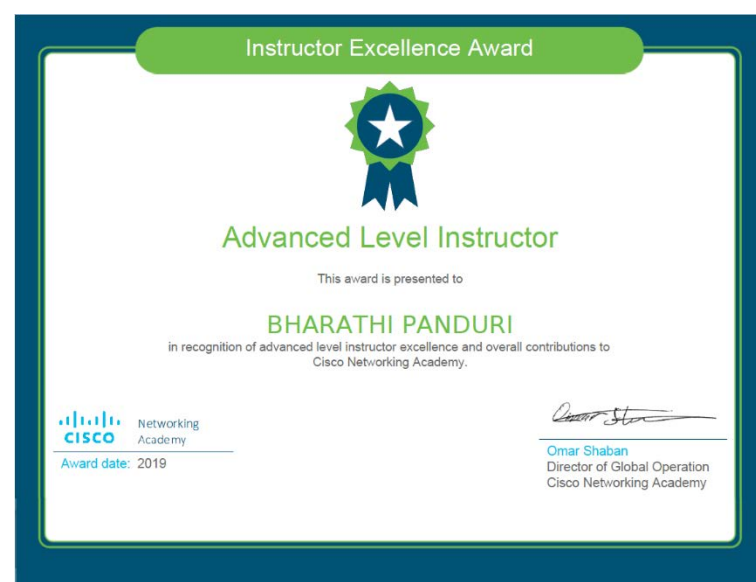 Instructor Excellence Award
Advanced Level Instructor
This award is presented to
BHARATHI PANDURI
in recognition of advanced level instructor excellence and overall contributions to
Cisco Networking Academy.
CISCO
Networking
Academy
Award date: 2019
Omar Shaban
Director of Global Operation
Cisco Networking Academy